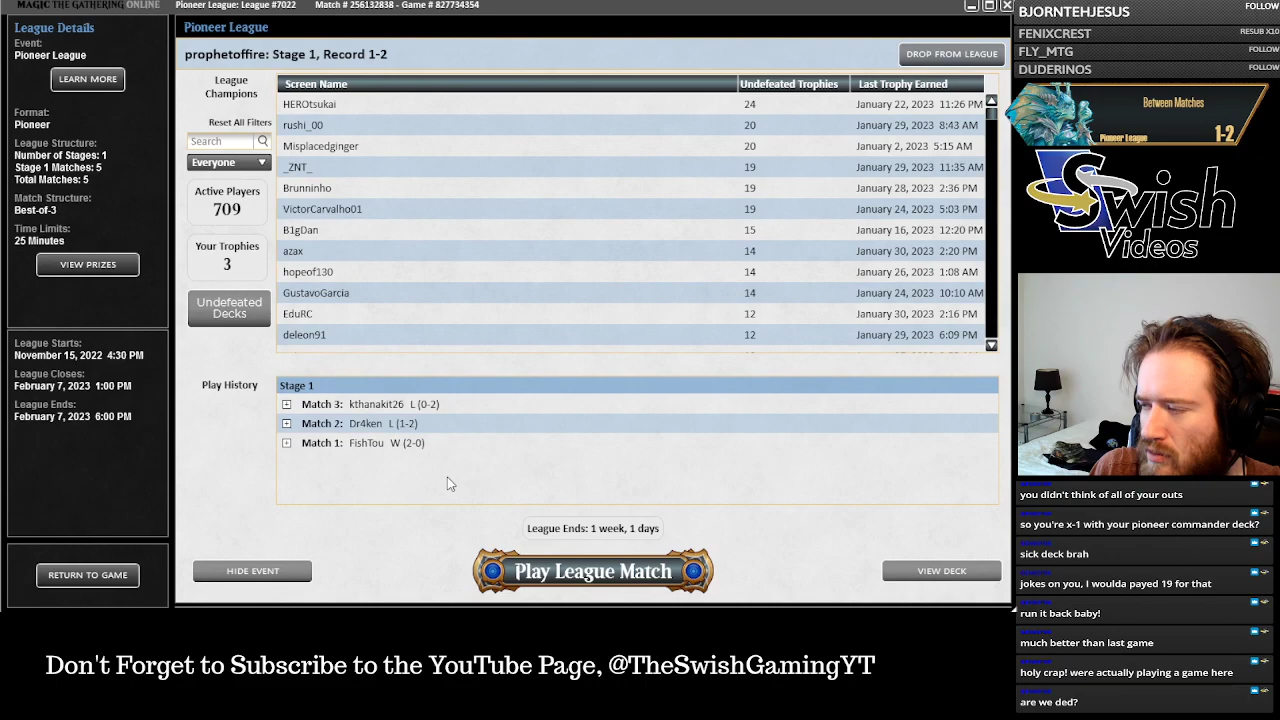 MAGIC THE GATHERING ONLINE
Pioneer League: League #7022 Match # 256132838 - Game # 827734354
League Details
Event:
Pioneer League
LEARN MORE
Format:
Pioneer
League Structure:
Number of Stages: 1
Stage 1 Matches: 5
Total Matches: 5
Match Structure:
Best-of-3
Time Limits:
25 Minutes
VIEW PRIZES
League Starts:
November 15, 2022 4:30 PM
League Closes:
February 7, 2023 1:00 PM
League Ends:
February 7, 2023 6:00 PM
RETURN TO GAME
Pioneer League
prophetoffire: Stage 1, Record 1-2
DROP FROM LEAGUE
League
Champions
Reset All Filters
Search
Everyone
Active Players
709
Your Trophies
3
Undefeated
Decks
Screen Name Undefeated Trophies Last Trophy Earned
HEROtsukai 24 January 22, 2023 11:26 PM
rushi_00 20 January 29, 2023 8:43 AM
Misplacedginger 20 January 2, 2023 5:15 AM
_ZNT_ 19 January 29, 2023 11:35 AM
Brunninho 19 January 28, 2023 2:36 PM
VictorCarvalho01 19 January 24, 2023 5:03 PM
B1gDan 15 January 16, 2023 12:20 PM
azax 14 January 30, 2023 2:20 PM
hopeof130 14 January 26, 2023 1:08 AM
GustavoGarcia 14 January 24, 2023 10:10 AM
EduRC 12 January 30, 2023 2:16 PM
deleon91 12 January 29, 2023 6:09 PM
Play History
Stage 1
Match 3: kthanakit26 L (0-2)
Match 2: Dr4ken L (1-2)
Match 1: FishTou W (2-0)
League Ends: 1 week, 1 days
HIDE EVENT
Play League Match
VIEW DECK
BJORNTEHJESUS FOLLOW
FENIXCREST RESUB X10
FLY_MTG FOLLOW
DUDERINOS FOLLOW
Between Matches
Pioneer League 1-2
Swish
Videos
you didn't think of all of your outs
so you're x-1 with your pioneer commander deck?
sick deck brah
jokes on you, I woulda payed 19 for that
run it back baby!
much better than last game
holy crap! were actually playing a game here
are we ded?
Don't Forget to Subscribe to the YouTube Page, @TheSwishGamingYT